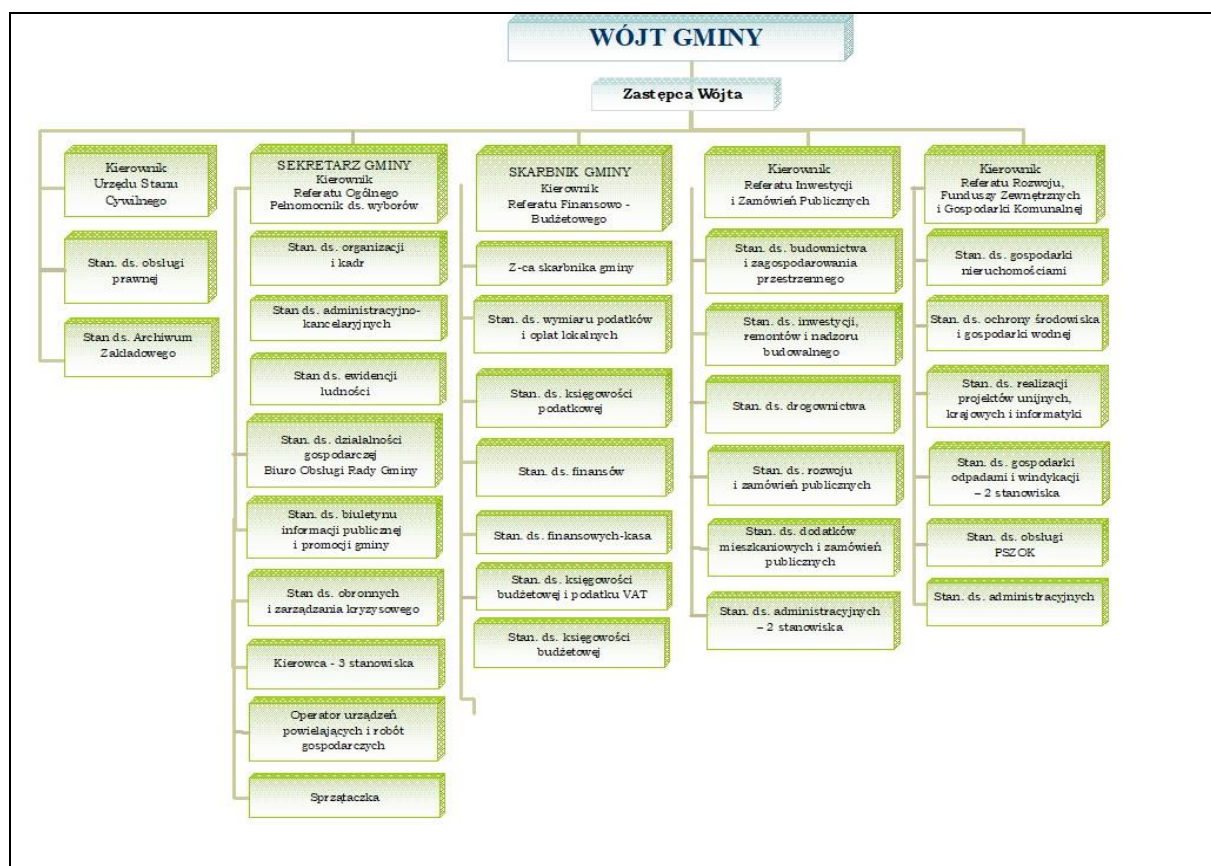 WÓJT GMINY
Zastępca Wójta
Kierownik
Urzędu Stanu
Cywilnego
Stan. ds. obsługi
prawnej
Stan ds. Archiwum
Zakładowego
SEKRETARZ GMINY
Kierownik
Referatu Ogólnego
Pełnomocnik ds. wyborów
Stan. ds. organizacji
i kadr
Stan ds. administracyjno-
kancelaryjnych
Stan ds. ewidencji
ludności
Stan. ds. działalności
gospodarczej
Biuro Obsługi Rady Gminy
Stan. ds. biuletynu
informacji publicznej
i promocji gminy
Stan. ds obronnych
i zarządzania kryzysowego
Kierowca - 3 stanowiska
Operator urządzeń
powielających i robót
gospodarczych
Sprzątaczka
SKARBNIK GMINY
Kierownik
Referatu Finansowo -
Budżetowego
Z-ca skarbnika gminy
Stan. ds. wymiaru podatków
i opłat lokalnych
Stan. ds. księgowości
podatkowej
Stan. ds. finansów
Stan. ds. finansowych-kasa
Stan. ds. księgowości
budżetowej i podatku VAT
Stan. ds. księgowości
budżetowej
Kierownik
Referatu Inwestycji
i Zamówień Publicznych
Stan. ds. budownictwa
i zagospodarowania
przestrzennego
Stan. ds. inwestycji,
remontów i nadzoru
budowalnego
Stan. ds. drogownictwa
Stan. ds. rozwoju
i zamówień publicznych
Stan. ds. dodatków
mieszkaniowych i zamówień
publicznych
Stan. ds. administracyjnych
– 2 stanowiska
Kierownik
Referatu Rozwoju,
Funduszy Zewnętrznych
i Gospodarki Komunalnej
Stan. ds. gospodarki
nieruchomościami
Stan. ds. ochrony środowiska
i gospodarki wodnej
Stan. ds. realizacji
projektów unijnych,
krajowych i informatyki
Stan. ds. gospodarki
odpadami i windykacji
– 2 stanowiska
Stan. ds. obsługi
PSZOK
Stan. ds. administracyjnych